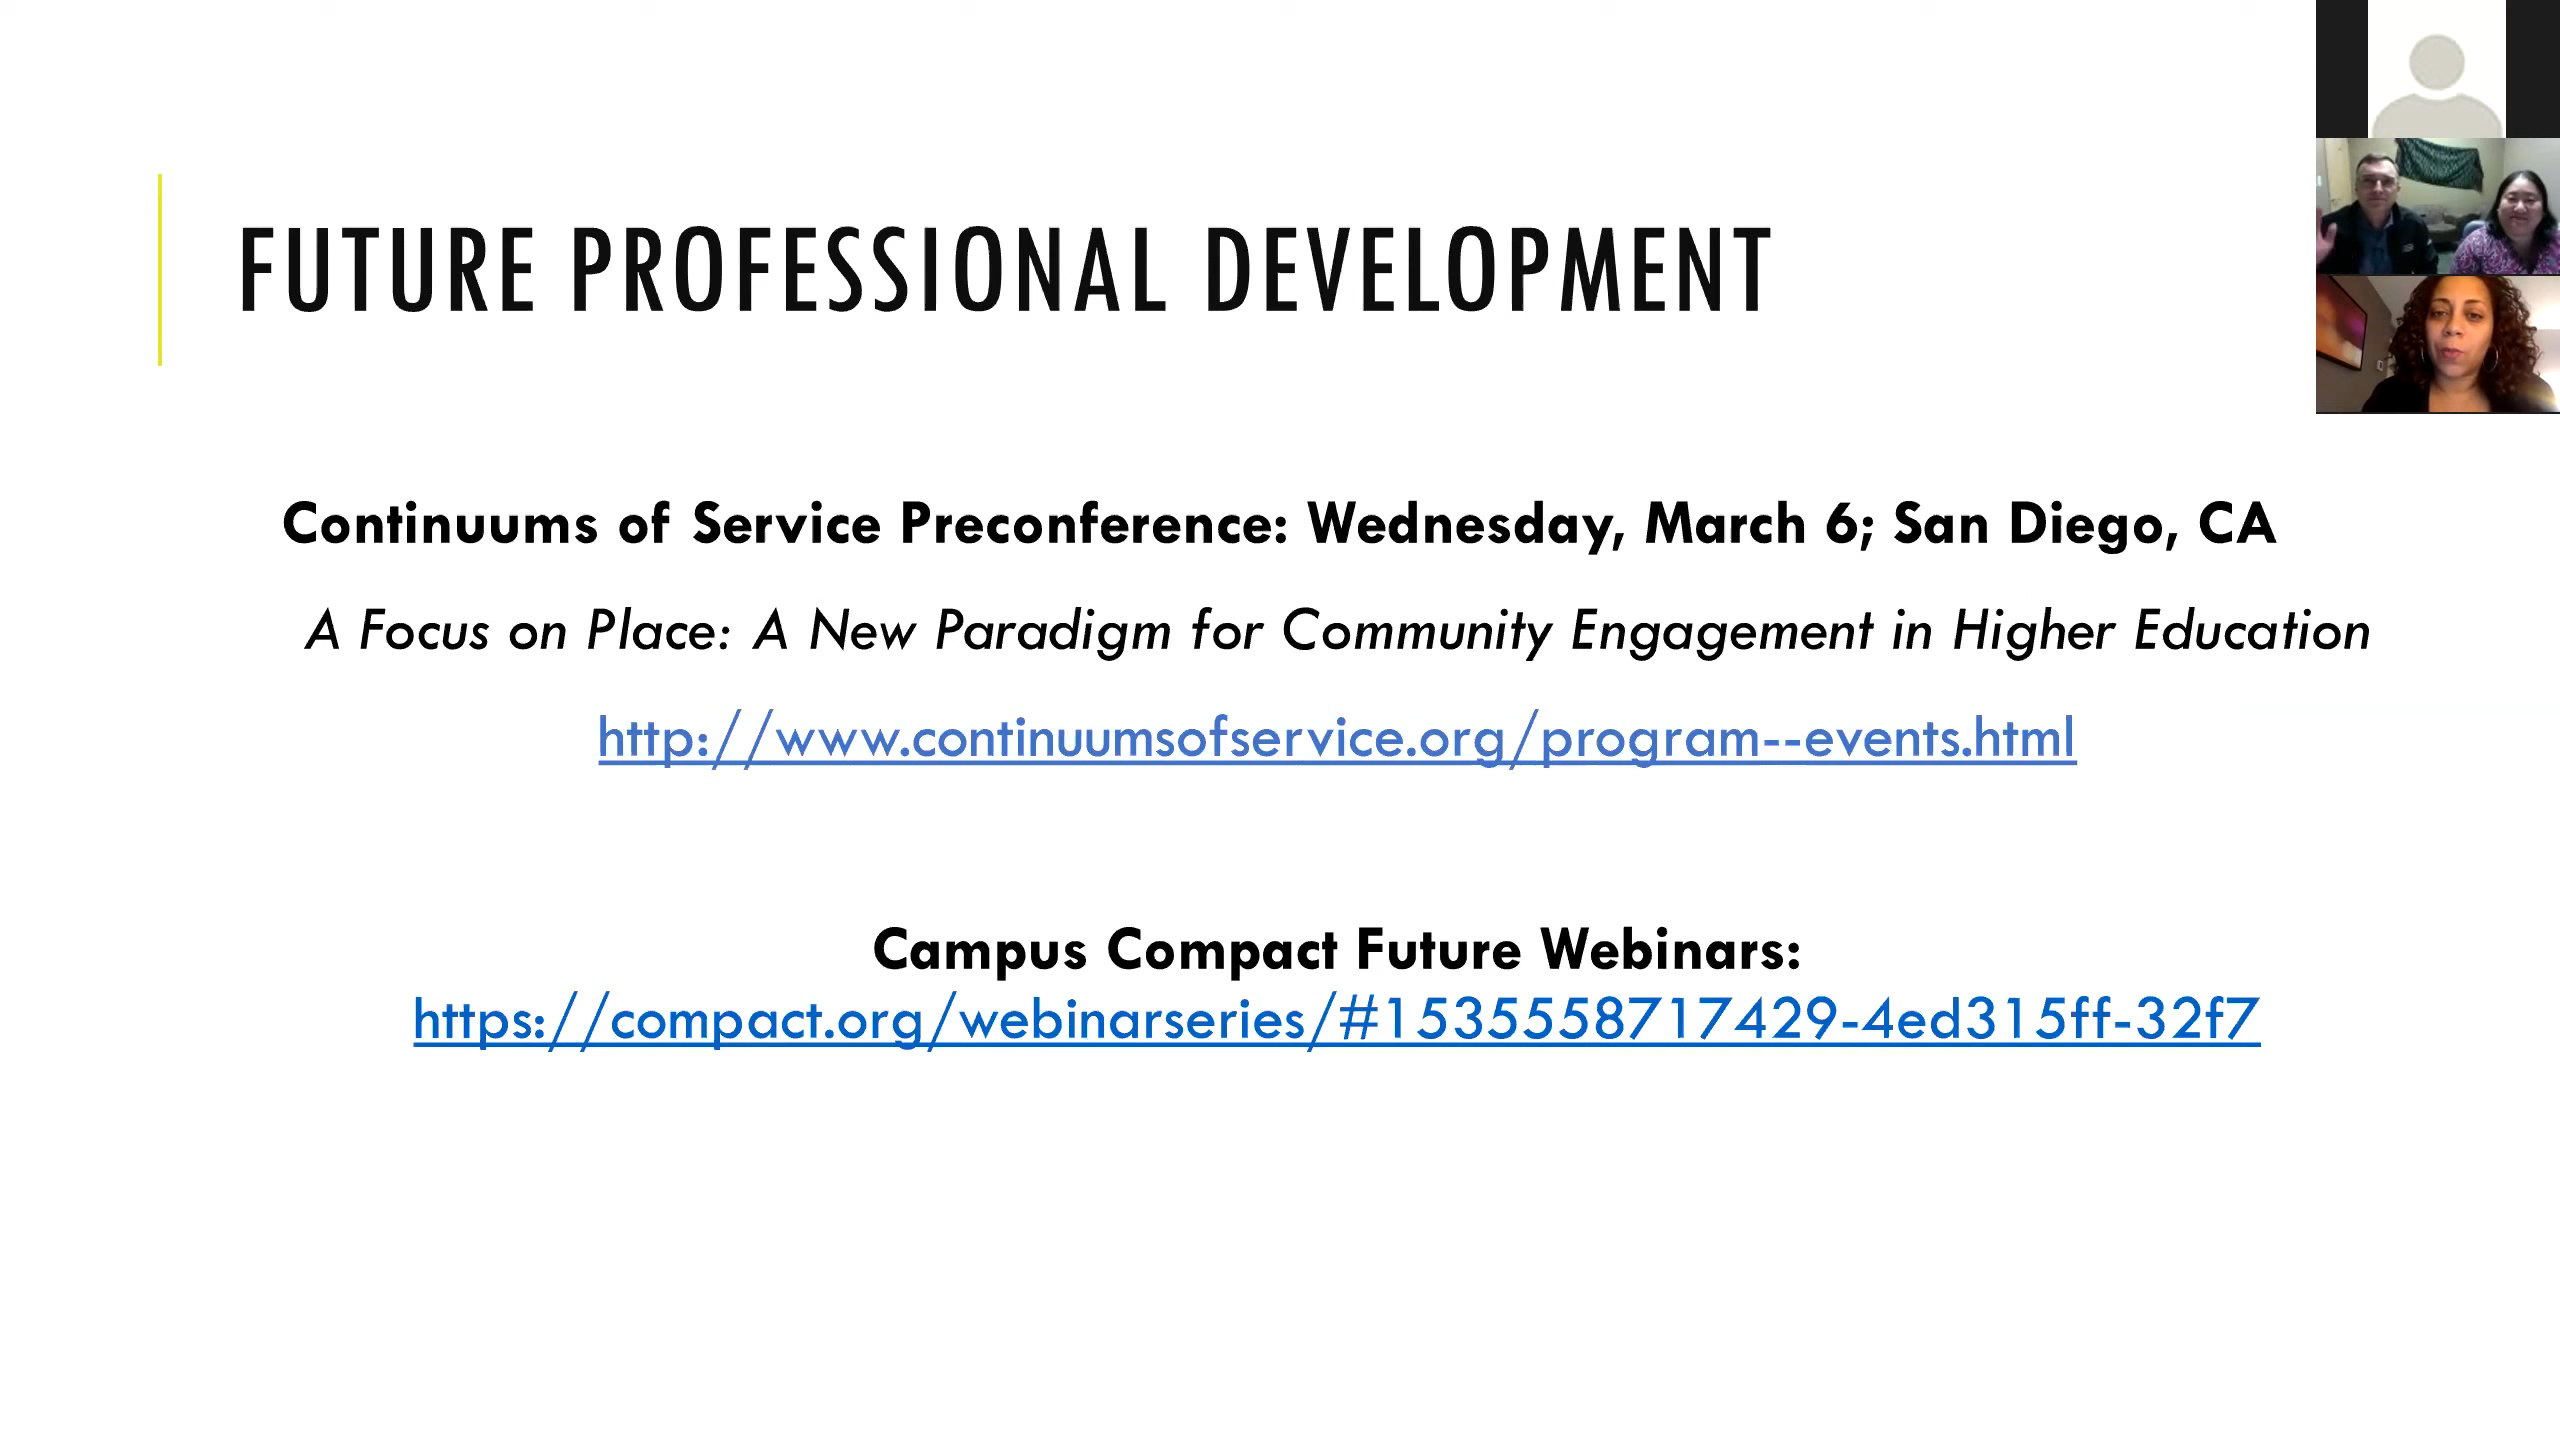 FUTURE PROFESSIONAL DEVELOPMENT
Continuums of Service Preconference: Wednesday, March 6; San Diego, CA
A Focus on Place: A New Paradigm for Community Engagement in Higher Education
http://www.continuumsofservice.org/program--events.html
Campus Compact Future Webinars:
https://compact.org/webinarseries/#1535558717429-4ed315ff-32f7